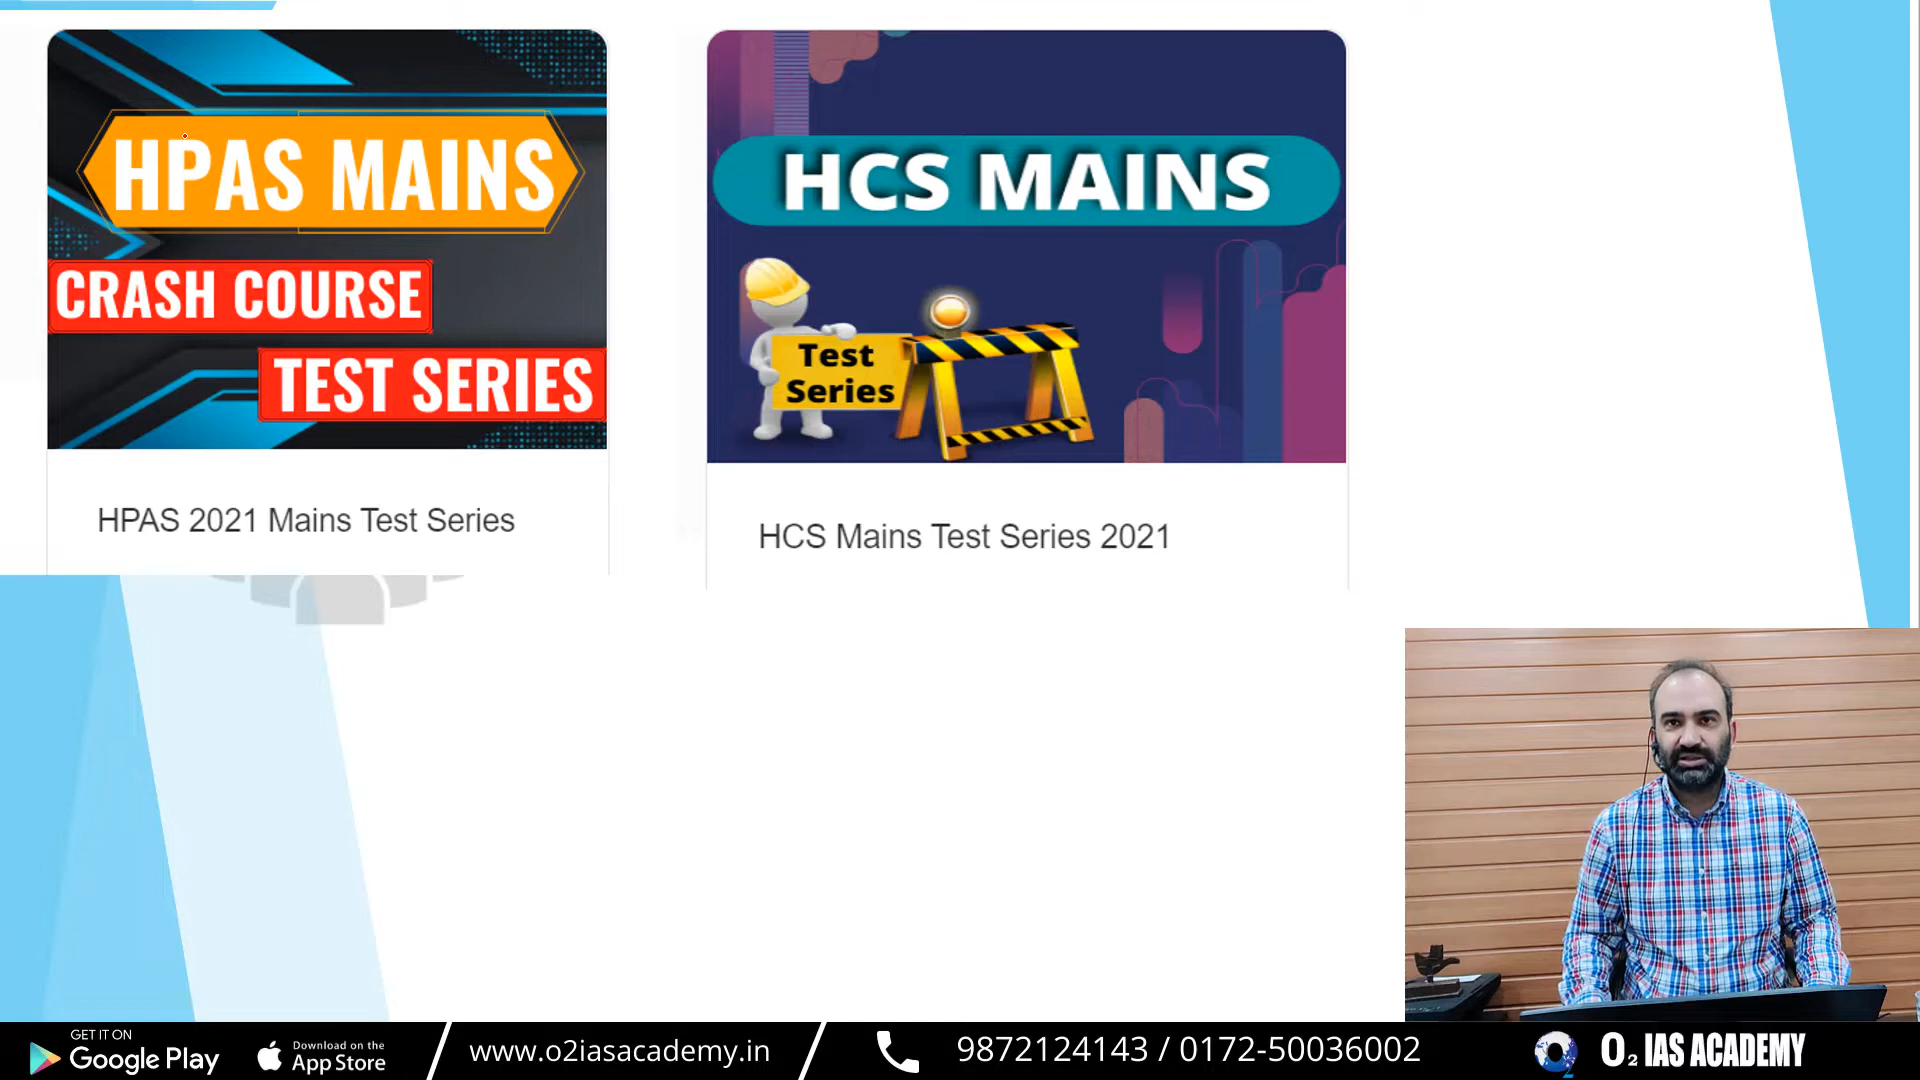 HPAS MAINS
CRASH COURSE
TEST SERIES
HPAS 2021 Mains Test Series
HCS MAINS
Test
Series
HCS Mains Test Series 2021
GET IT ON
Google Play
Download on the
App Store
www.o2iasacademy.in
9872124143 / 0172-50036002
O2 IAS ACADEMY